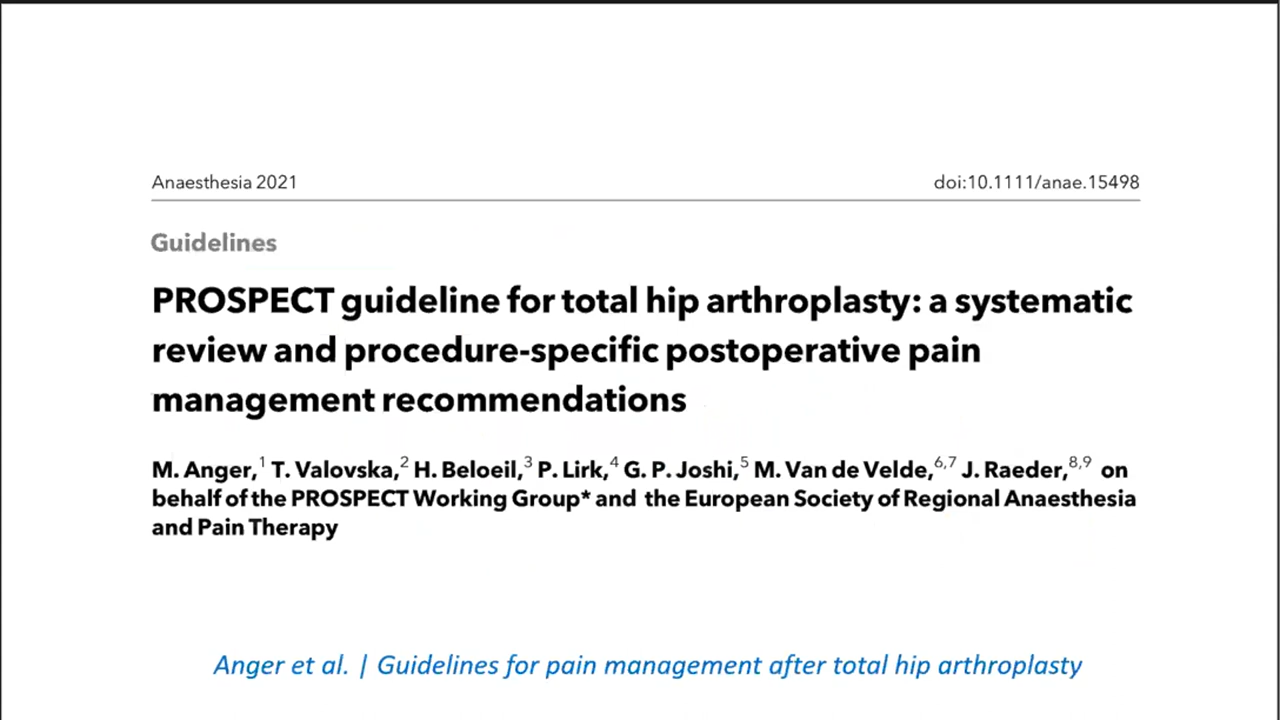 Anaesthesia 2021
doi:10.1111/anae.15498
Guidelines
PROSPECT guideline for total hip arthroplasty: a systematic
review and procedure-specific postoperative pain
management recommendations
M. Anger,1 T. Valovska,2 H. Beloeil,3 P. Lirk,4 G. P. Joshi,5 M. Van de Velde,6,7 J. Raeder,8,9 on
behalf of the PROSPECT Working Group* and the European Society of Regional Anaesthesia
and Pain Therapy
Anger et al. | Guidelines for pain management after total hip arthroplasty